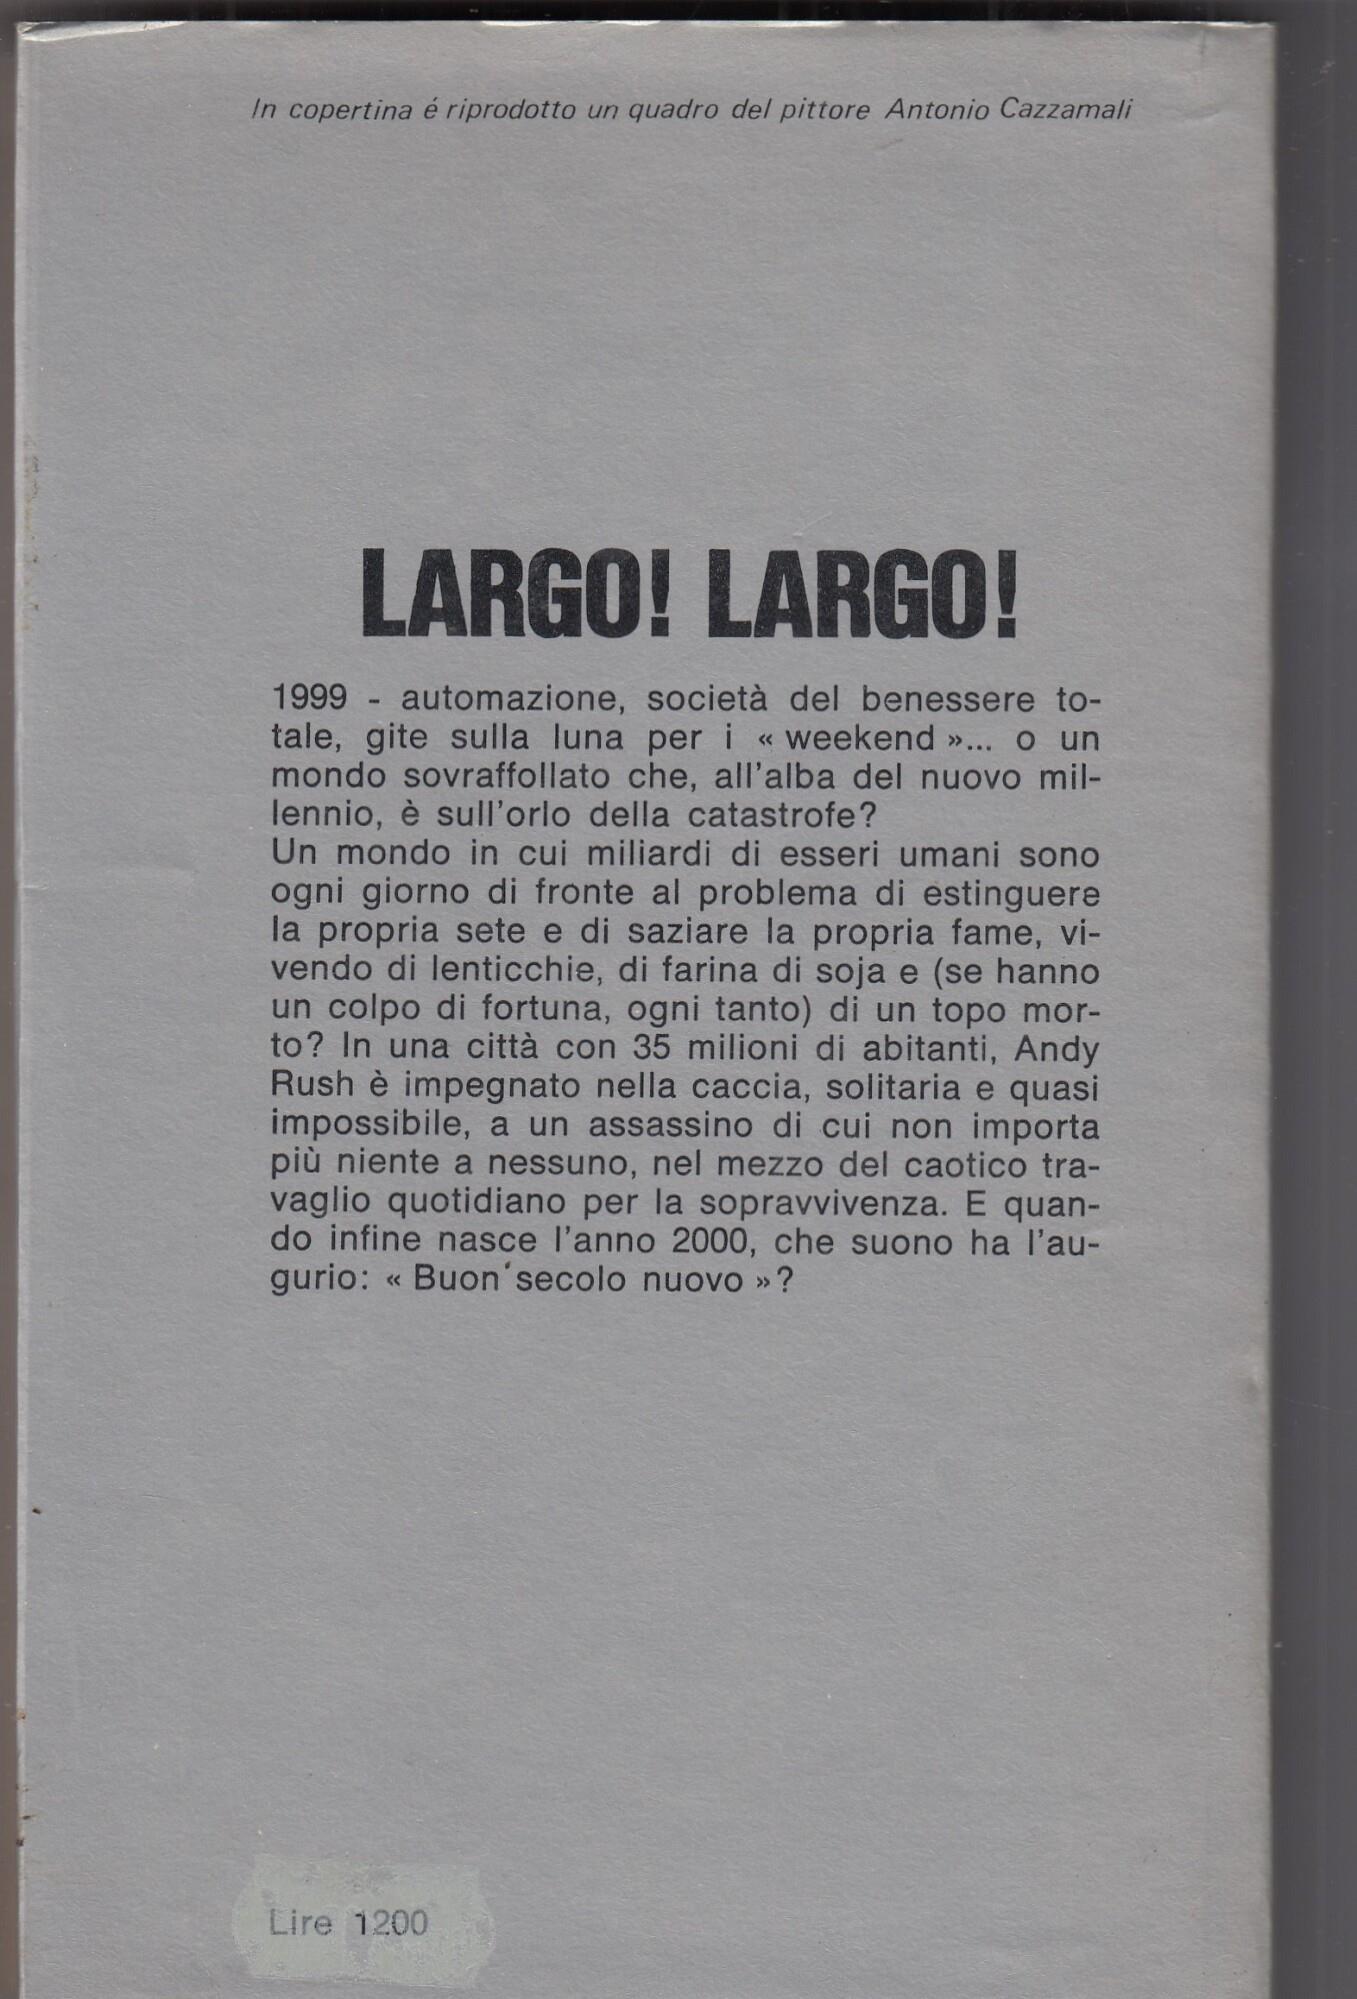 In copertina é riprodotto un quadro del pittore Antonio Cazzamali
LARGO! LARGO!
1999 - automazione, società del benessere to-
tale, gite sulla luna per i « weekend »... o un
mondo sovraffollato che, all'alba del nuovo mil-
lennio, è sull'orlo della catastrofe?
Un mondo in cui miliardi di esseri umani sono
ogni giorno di fronte al problema di estinguere
la propria sete e di saziare la propria fame, vi-
vendo di lenticchie, di farina di soja e (se hanno
un colpo di fortuna, ogni tanto) di un topo mor-
to? In una città con 35 milioni di abitanti, Andy
Rush è impegnato nella caccia, solitaria e quasi
impossibile, a un assassino di cui non importa
più niente a nessuno, nel mezzo del caotico tra-
vaglio quotidiano per la sopravvivenza. E quan-
do infine nasce l'anno 2000, che suono ha l'au-
gurio: « Buon secolo nuovo »?
Lire 1200